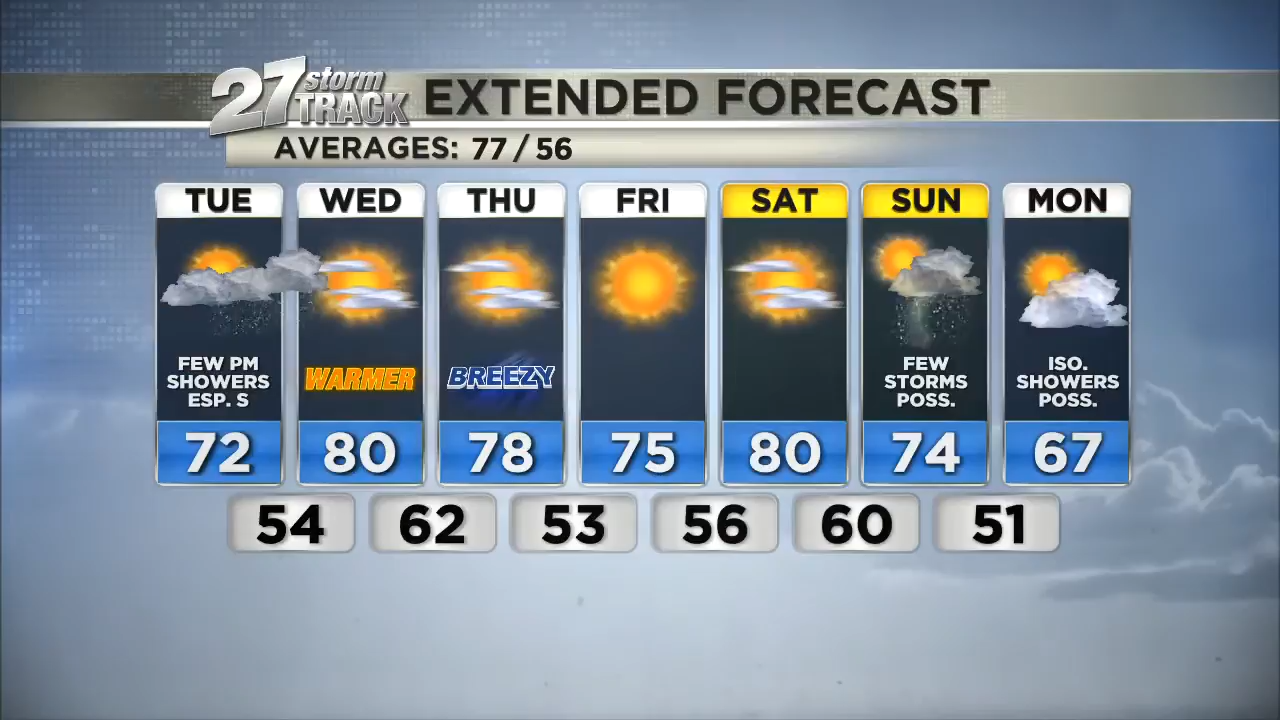 27 storm TRACK EXTENDED FORECAST
AVERAGES: 77 / 56
TUE WED THU FRI SAT SUN MON
FEW PM
SHOWERS
ESP. S
WARMER
BREEZY
FEW
STORMS
POSS.
ISO.
SHOWERS
POSS.
72 80 78 75 80 74 67
54 62 53 56 60 51